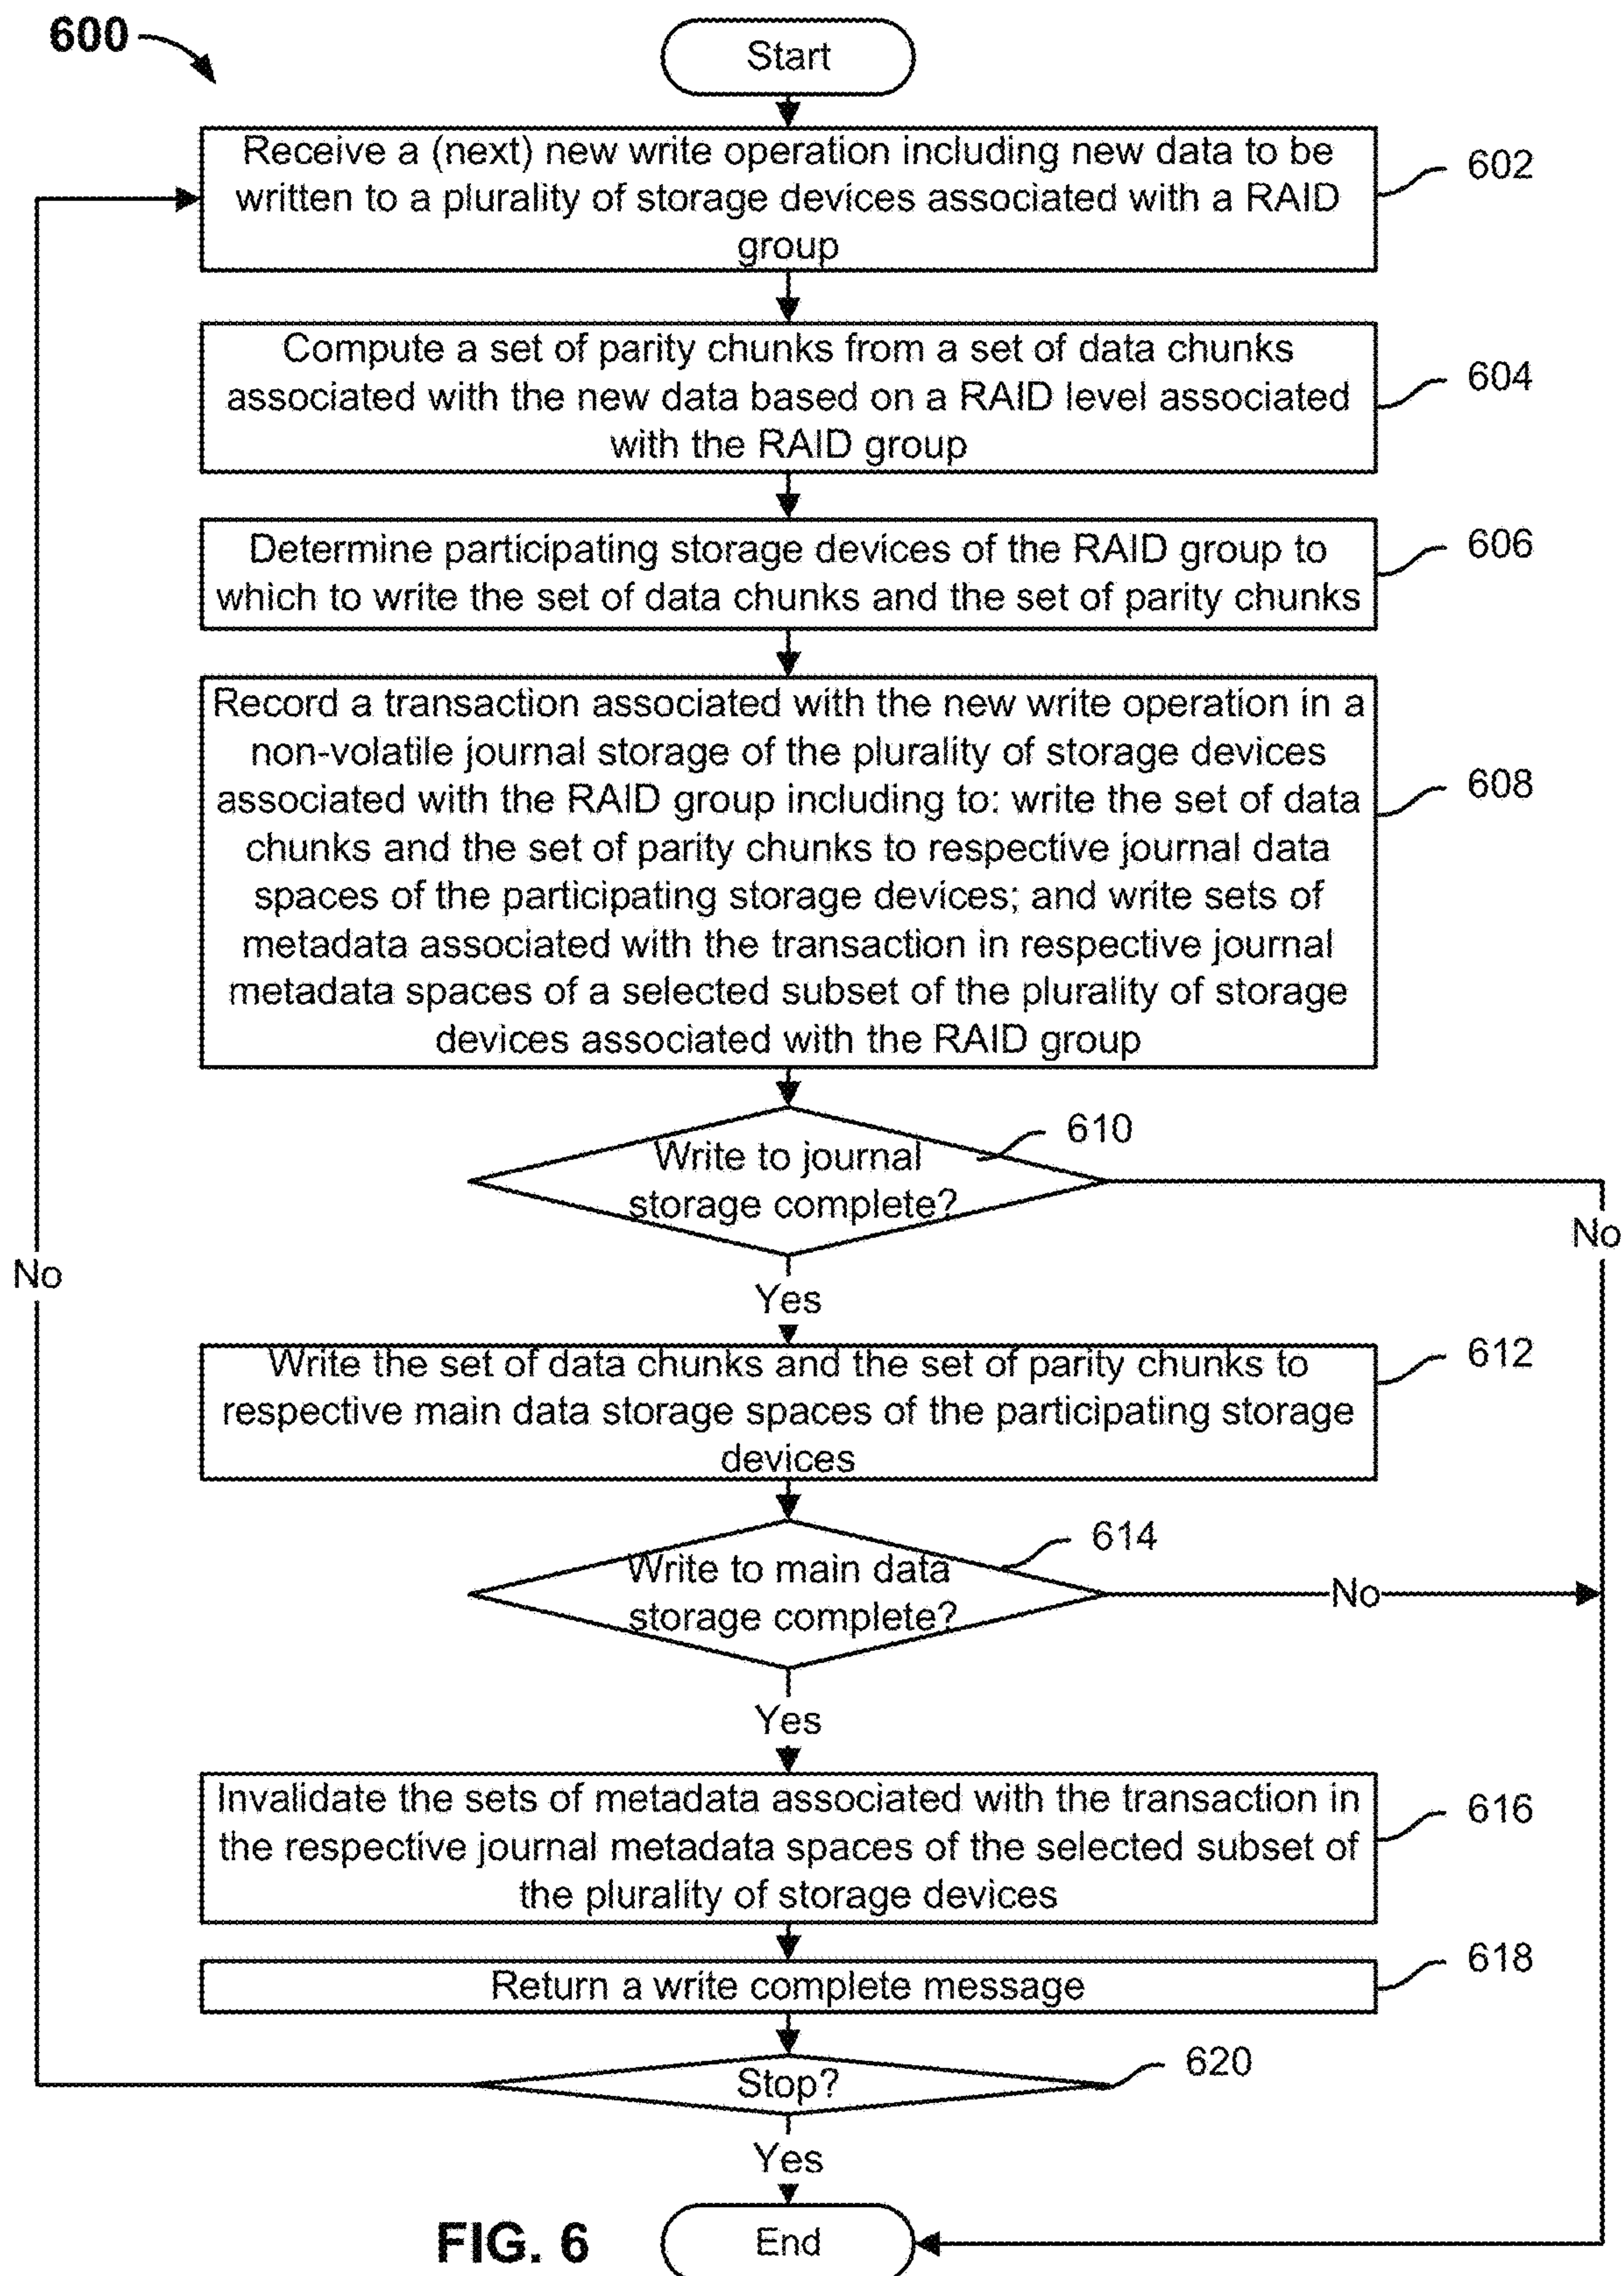 600
Start
Receive a (next) new write operation including new data to be
written to a plurality of storage devices associated with a RAID
group
602
Compute a set of parity chunks from a set of data chunks
associated with the new data based on a RAID level associated
with the RAID group
604
Determine participating storage devices of the RAID group to
which to write the set of data chunks and the set of parity chunks
606
Record a transaction associated with the new write operation in a
non-volatile journal storage of the plurality of storage devices
associated with the RAID group including to: write the set of data
chunks and the set of parity chunks to respective journal data
spaces of the participating storage devices; and write sets of
metadata associated with the transaction in respective journal
metadata spaces of a selected subset of the plurality of storage
devices associated with the RAID group
608
Write to journal
storage complete?
610
No
No
Yes
Write the set of data chunks and the set of parity chunks to
respective main data storage spaces of the participating storage
devices
612
Write to main data
storage complete?
614
No
Yes
Invalidate the sets of metadata associated with the transaction in
the respective journal metadata spaces of the selected subset of
the plurality of storage devices
616
Return a write complete message
618
Stop?
620
Yes
End
FIG. 6